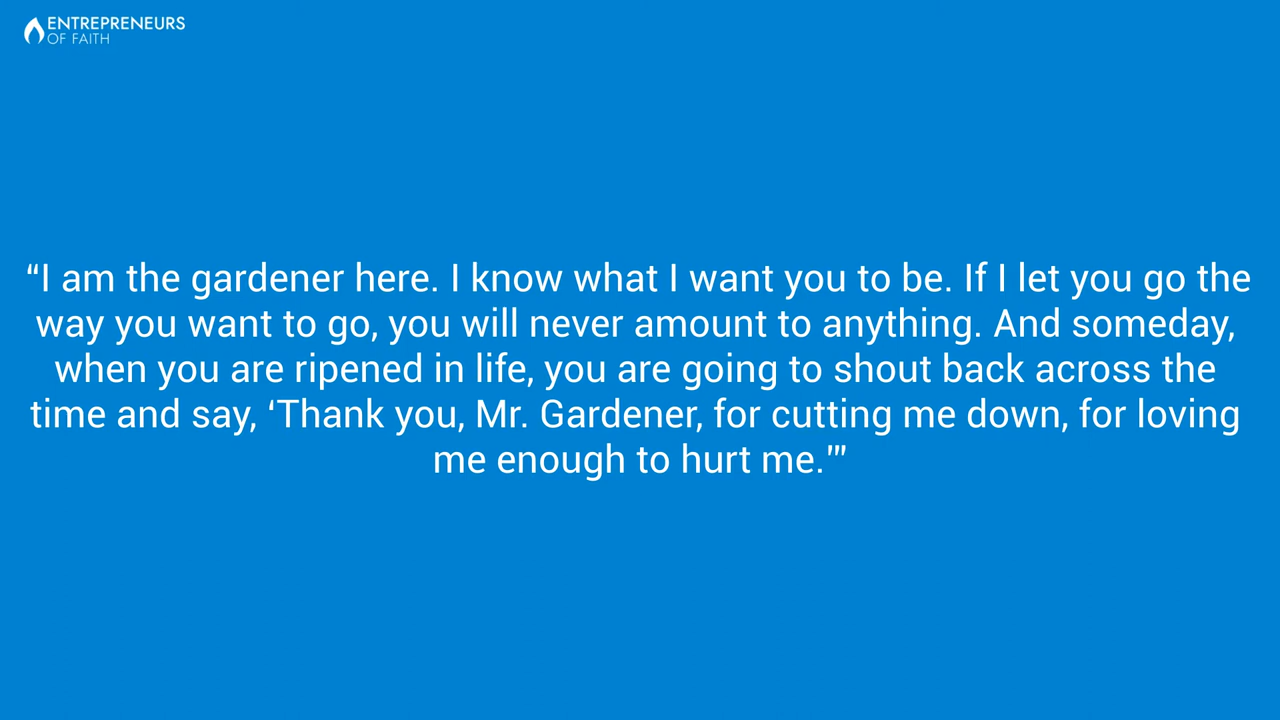 ENTREPRENEURS
OF FAITH
“I am the gardener here. I know what I want you to be. If I let you go the
way you want to go, you will never amount to anything. And someday,
when you are ripened in life, you are going to shout back across the
time and say, ‘Thank you, Mr. Gardener, for cutting me down, for loving
me enough to hurt me.’”